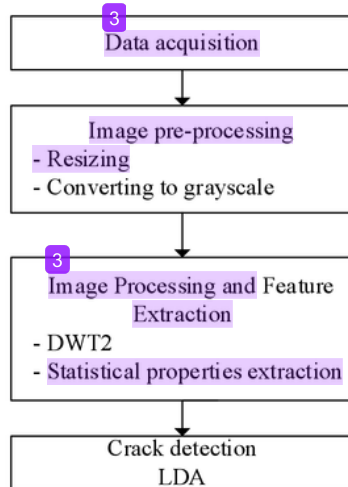 3
Data acquisition
Image pre-processing
- Resizing
- Converting to grayscale
3
Image Processing and Feature
Extraction
- DWT2
- Statistical properties extraction
Crack detection
LDA